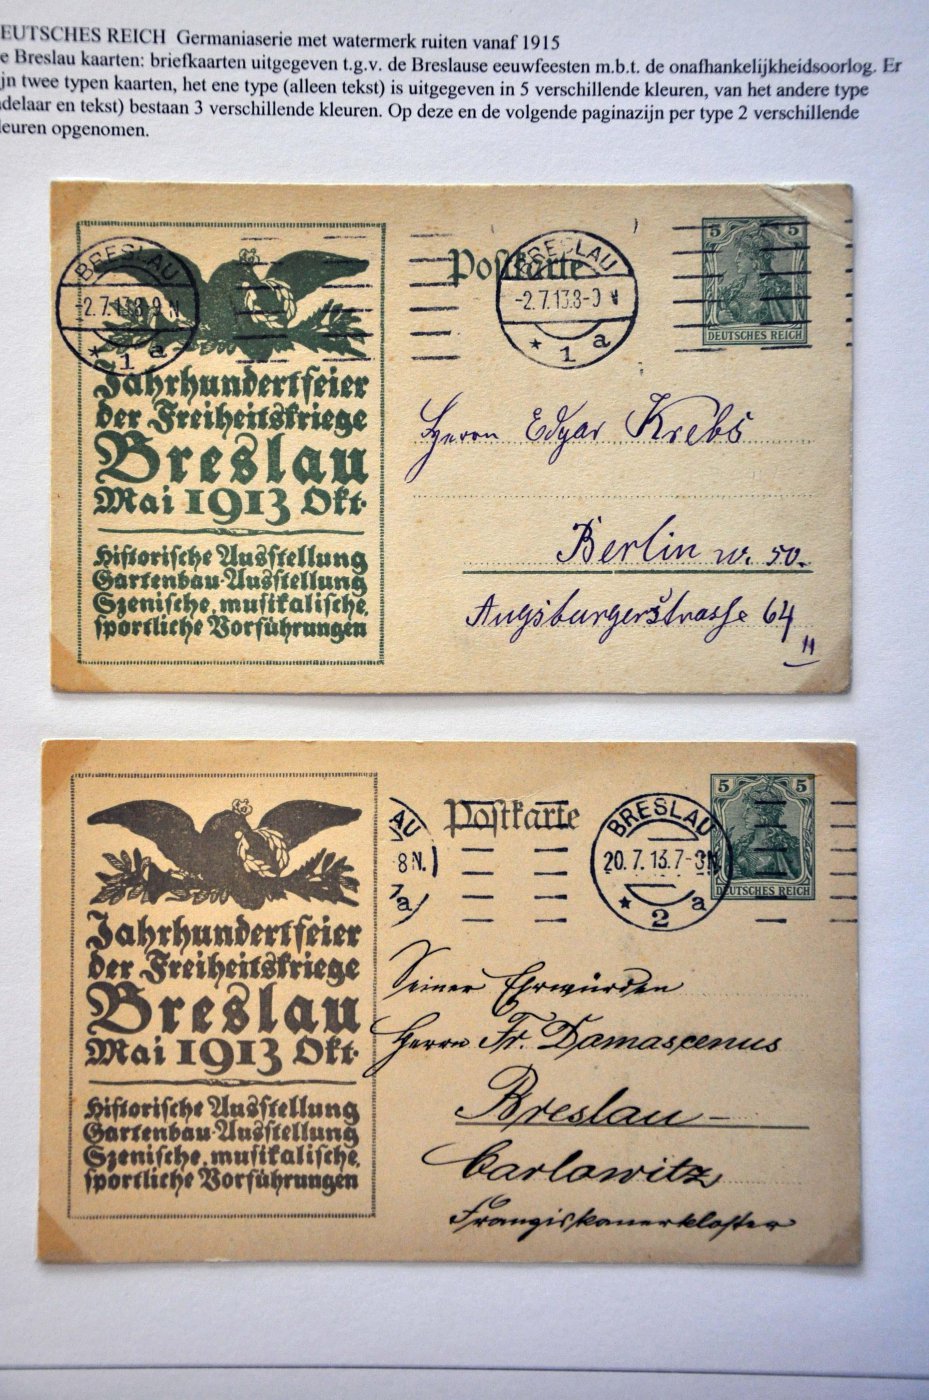 EUTSCHES REICH Germaniaserie met watermerk ruiten vanaf 1915
e Breslau kaarten: briefkaarten uitgegeven t.g.v. de Breslause eeuwfeesten m.b.t. de onafhankelijkheidsoorlog. Er
ijn twee typen kaarten, het ene type (alleen tekst) is uitgegeven in 5 verschillende kleuren, van het andere type
adelaar en tekst) bestaan 3 verschillende kleuren. Op deze en de volgende paginazijn per type 2 verschillende
leuren opgenomen.
BRESLAU
-2.7.13.8-9 N
* 1 a
Jahrhundertfeier
der Freiheitskriege
Breslau
Mai 1913 Okt.
Historische Ausstellung
Gartenbau-Ausstellung
Szenische, musikalische,
sportliche Vorführungen
Postkarte
BRESLAU
-2.7.13.8-9 N
* 1 a
5 5
DEUTSCHES REICH
Herrn Edgar Krebs
Berlin W. 50.
Augsburgerstrasse 64
II
Jahrhundertfeier
der Freiheitskriege
Breslau
Mai 1913 Okt.
Historische Ausstellung
Gartenbau-Ausstellung
Szenische, musikalische,
sportliche Vorführungen
Postkarte
AU
8 N.
a
BRESLAU
20.7.13.7-8N
* 2 a
5 5
DEUTSCHES REICH
Seiner Ehrwürden
Herrn Fr. Damascenus
Breslau –
Carlowitz
Franziskanerkloster